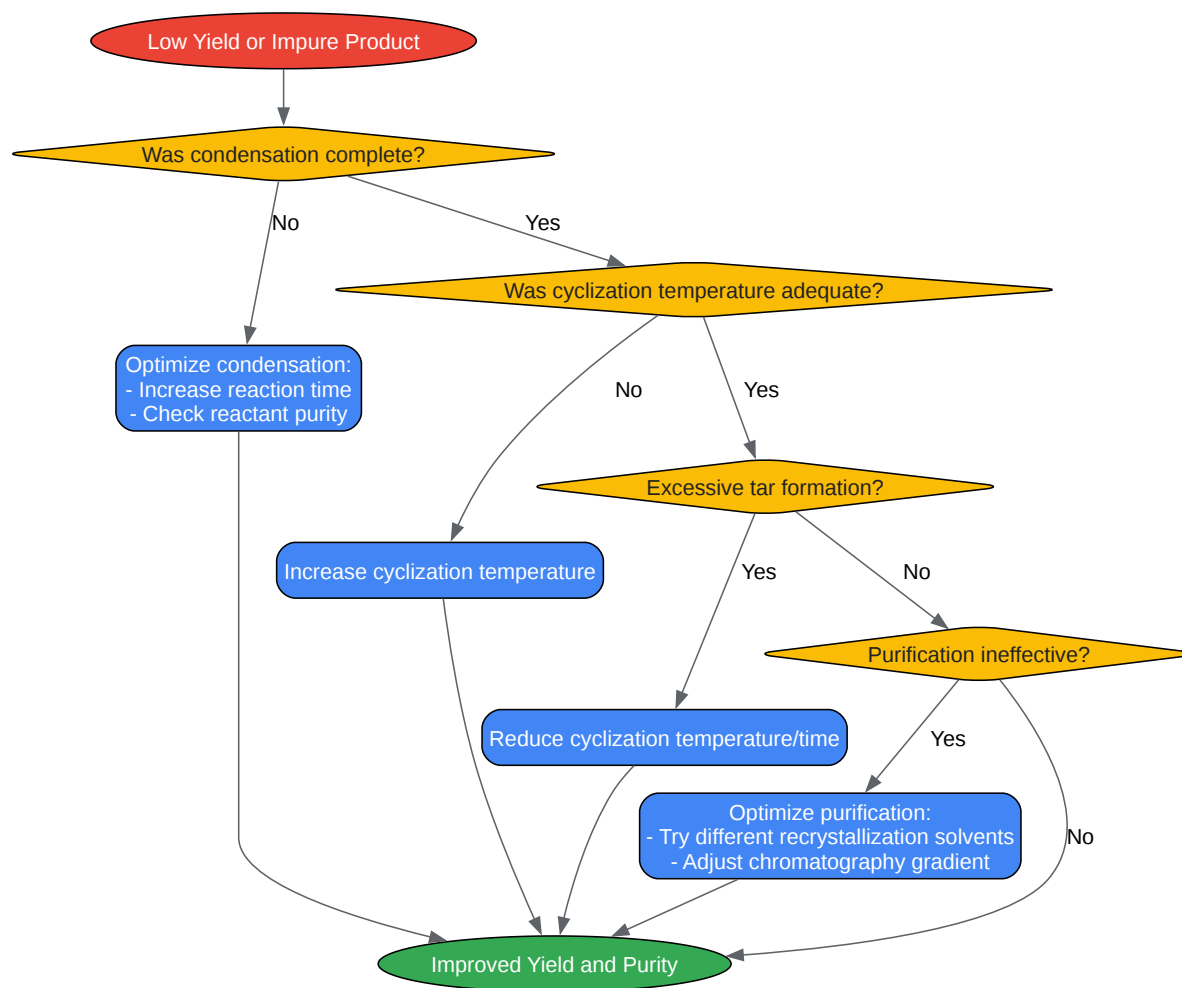 Low Yield or Impure Product
Was condensation complete?
No
Yes
Was cyclization temperature adequate?
Optimize condensation:
- Increase reaction time
- Check reactant purity
No
Yes
Excessive tar formation?
Increase cyclization temperature
Yes
No
Purification ineffective?
Reduce cyclization temperature/time
Yes
Optimize purification:
- Try different recrystallization solvents
- Adjust chromatography gradient
No
Improved Yield and Purity